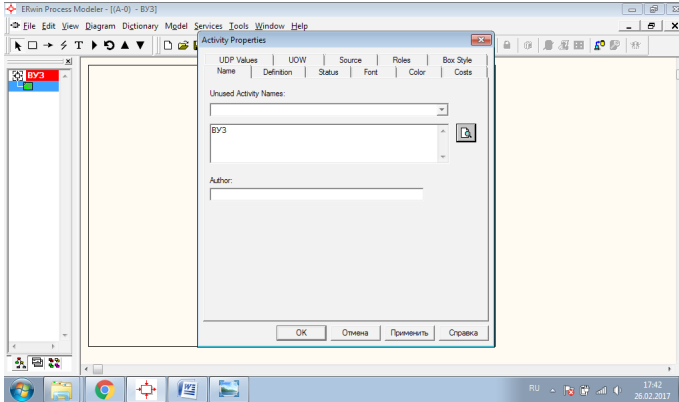 ERwin Process Modeler - [(A-0) - ВУЗ]
File Edit View Diagram Dictionary Model Services Tools Window Help
T
Activity Properties
UDP Values UOW Source Roles Box Style
Name Definition Status Font Color Costs
ВУЗ
Unused Activity Names:
ВУЗ
Author:
OK Отмена Применить Справка
RU 17:42
26.02.2017